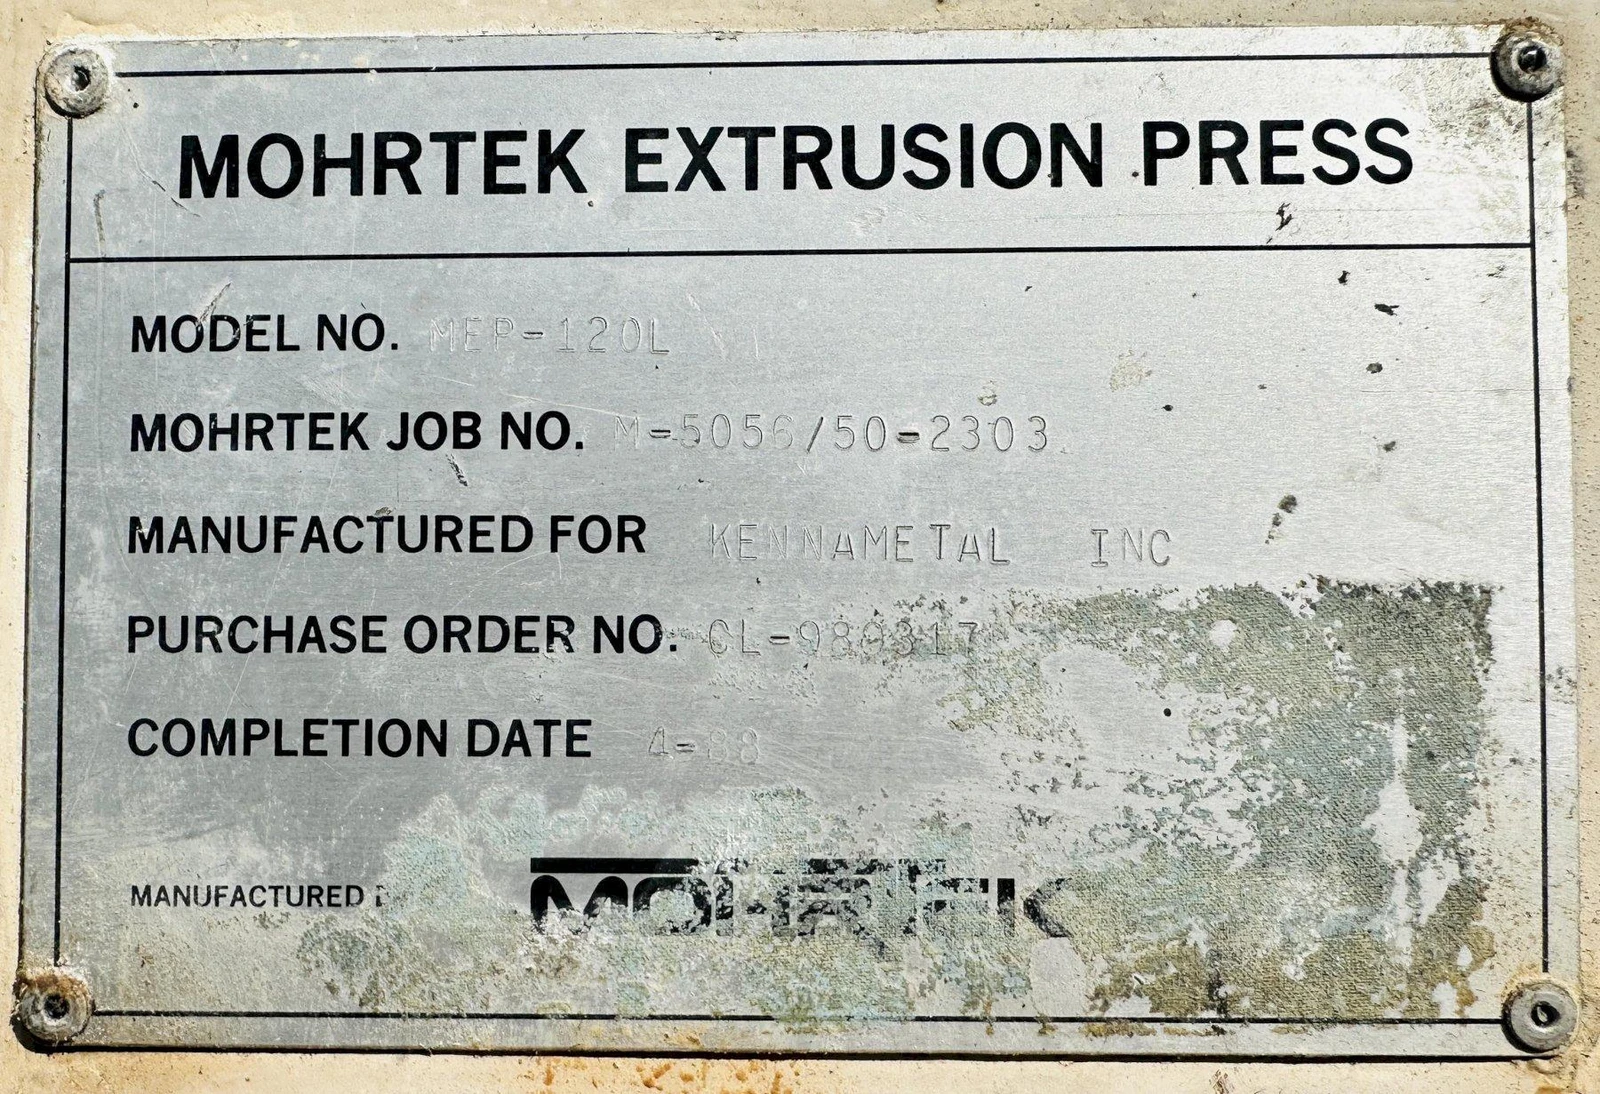 MOHRTEK EXTRUSION PRESS
MODEL NO. MEP-120L
MOHRTEK JOB NO. M-5056/50-2303
MANUFACTURED FOR KENNAMETAL INC
PURCHASE ORDER NO. CL-980317
COMPLETION DATE 4-88
MANUFACTURED MOHRTEK